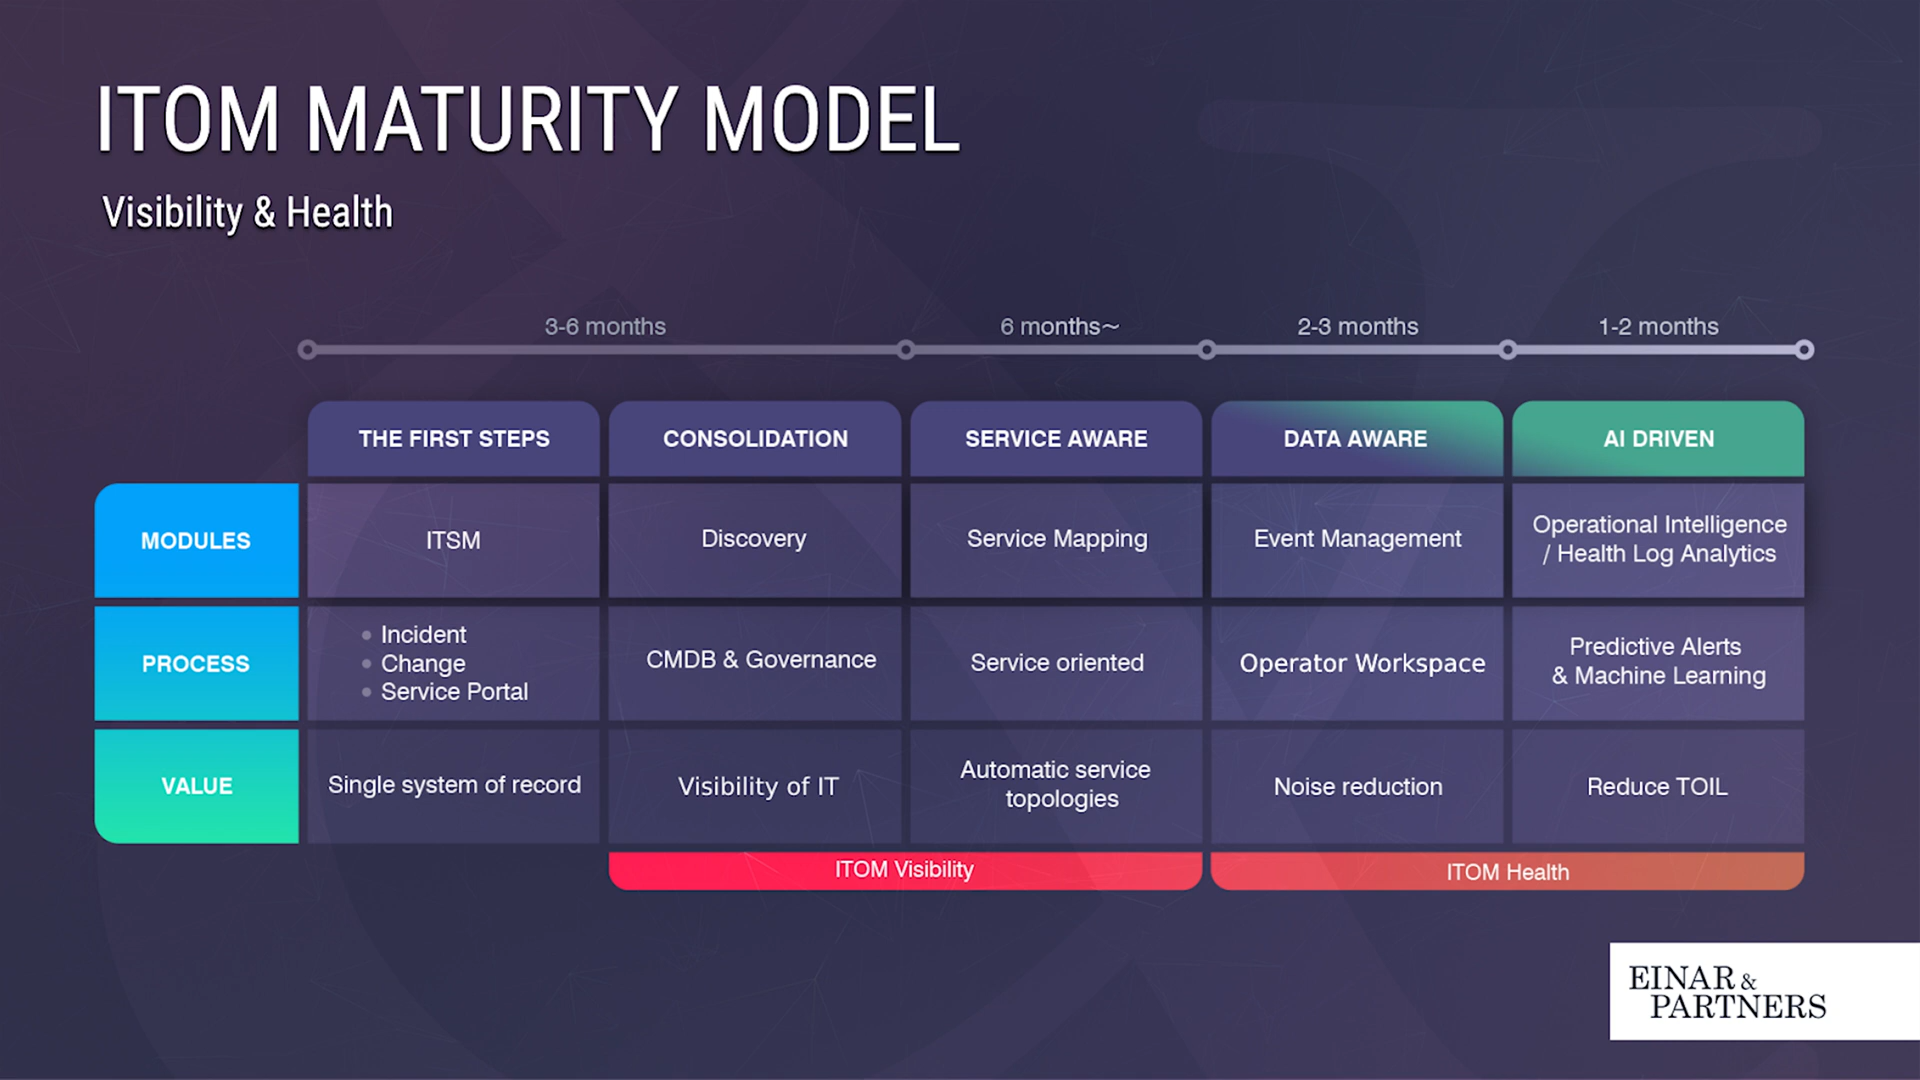 ITOM MATURITY MODEL
Visibility & Health
3-6 months
6 months~
2-3 months
1-2 months
THE FIRST STEPS
CONSOLIDATION
SERVICE AWARE
DATA AWARE
AI DRIVEN
MODULES
ITSM
Discovery
Service Mapping
Event Management
Operational Intelligence
/ Health Log Analytics
PROCESS
• Incident
• Change
• Service Portal
CMDB & Governance
Service oriented
Operator Workspace
Predictive Alerts
& Machine Learning
VALUE
Single system of record
Visibility of IT
Automatic service
topologies
Noise reduction
Reduce TOIL
ITOM Visibility
ITOM Health
EINAR &
PARTNERS